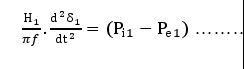 H₁/πf . d²δ₁/dt² = (Pᵢ₁ − Pₑ₁) ………